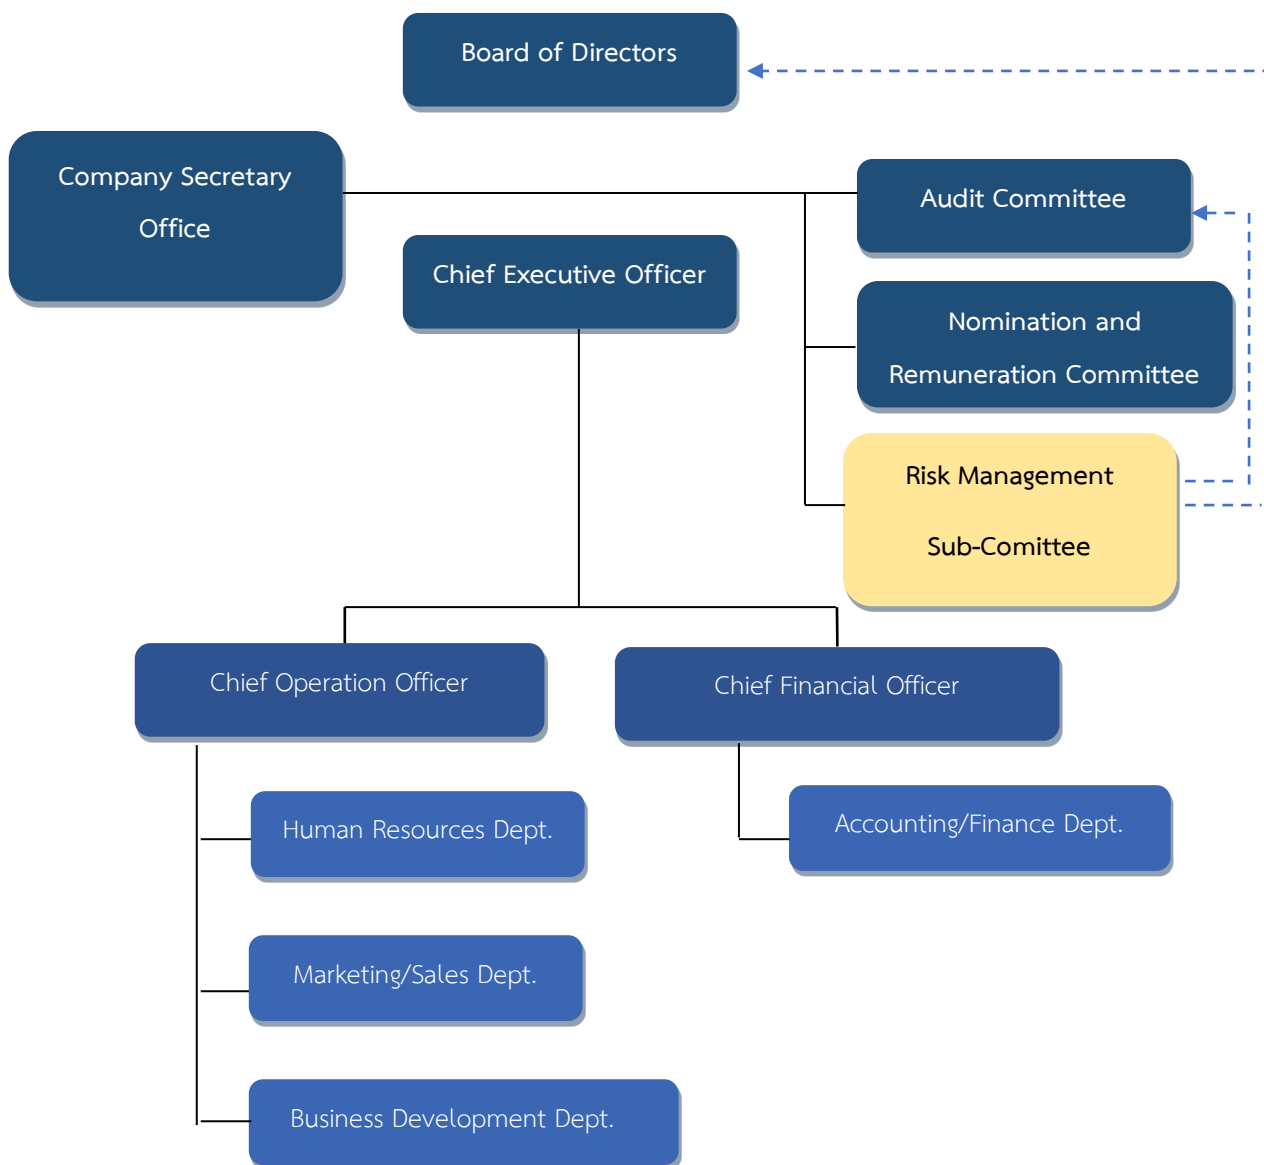 Board of Directors
Company Secretary
Office
Audit Committee
Chief Executive Officer
Nomination and
Remuneration Committee
Risk Management
Sub-Comittee
Chief Operation Officer
Chief Financial Officer
Human Resources Dept.
Accounting/Finance Dept.
Marketing/Sales Dept.
Business Development Dept.